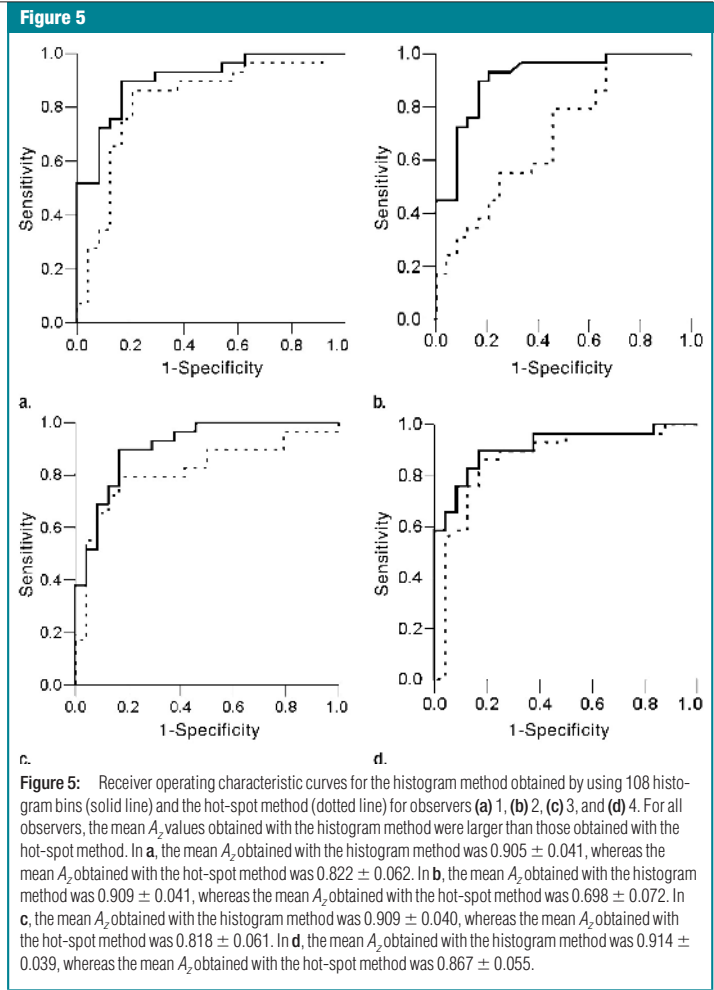 Figure 5
1.0
0.8
0.6
0.4
0.2
0.0
Sensitivity
0.0 0.2 0.4 0.6 0.8 1.0
1-Specificity
a.
1.0
0.8
0.6
0.4
0.2
0.0
Sensitivity
0.0 0.2 0.4 0.6 0.8 1.0
1-Specificity
b.
1.0
0.8
0.6
0.4
0.2
0.0
Sensitivity
0.0 0.2 0.4 0.6 0.8 1.0
1-Specificity
c.
1.0
0.8
0.6
0.4
0.2
0.0
Sensitivity
0.0 0.2 0.4 0.6 0.8 1.0
1-Specificity
d.
Figure 5: Receiver operating characteristic curves for the histogram method obtained by using 108 histo-
gram bins (solid line) and the hot-spot method (dotted line) for observers (a) 1, (b) 2, (c) 3, and (d) 4. For all
observers, the mean Az values obtained with the histogram method were larger than those obtained with the
hot-spot method. In a, the mean Az obtained with the histogram method was 0.905 ± 0.041, whereas the
mean Az obtained with the hot-spot method was 0.822 ± 0.062. In b, the mean Az obtained with the histogram
method was 0.909 ± 0.041, whereas the mean Az obtained with the hot-spot method was 0.698 ± 0.072. In
c, the mean Az obtained with the histogram method was 0.909 ± 0.040, whereas the mean Az obtained with
the hot-spot method was 0.818 ± 0.061. In d, the mean Az obtained with the histogram method was 0.914 ±
0.039, whereas the mean Az obtained with the hot-spot method was 0.867 ± 0.055.